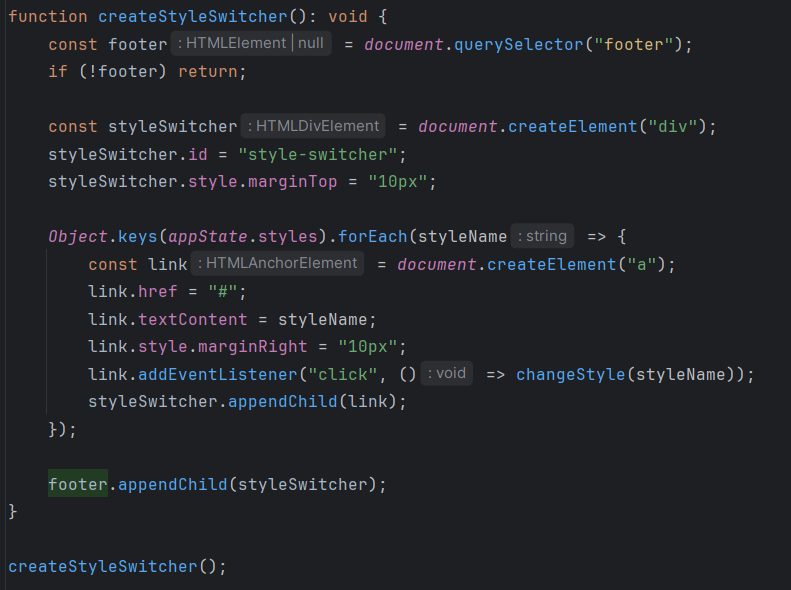 function createStyleSwitcher(): void {
    const footer : HTMLElement | null = document.querySelector("footer");
    if (!footer) return;

    const styleSwitcher : HTMLDivElement = document.createElement("div");
    styleSwitcher.id = "style-switcher";
    styleSwitcher.style.marginTop = "10px";

    Object.keys(appState.styles).forEach(styleName : string => {
        const link : HTMLAnchorElement = document.createElement("a");
        link.href = "#";
        link.textContent = styleName;
        link.style.marginRight = "10px";
        link.addEventListener("click", () : void => changeStyle(styleName));
        styleSwitcher.appendChild(link);
    });

    footer.appendChild(styleSwitcher);
}

createStyleSwitcher();